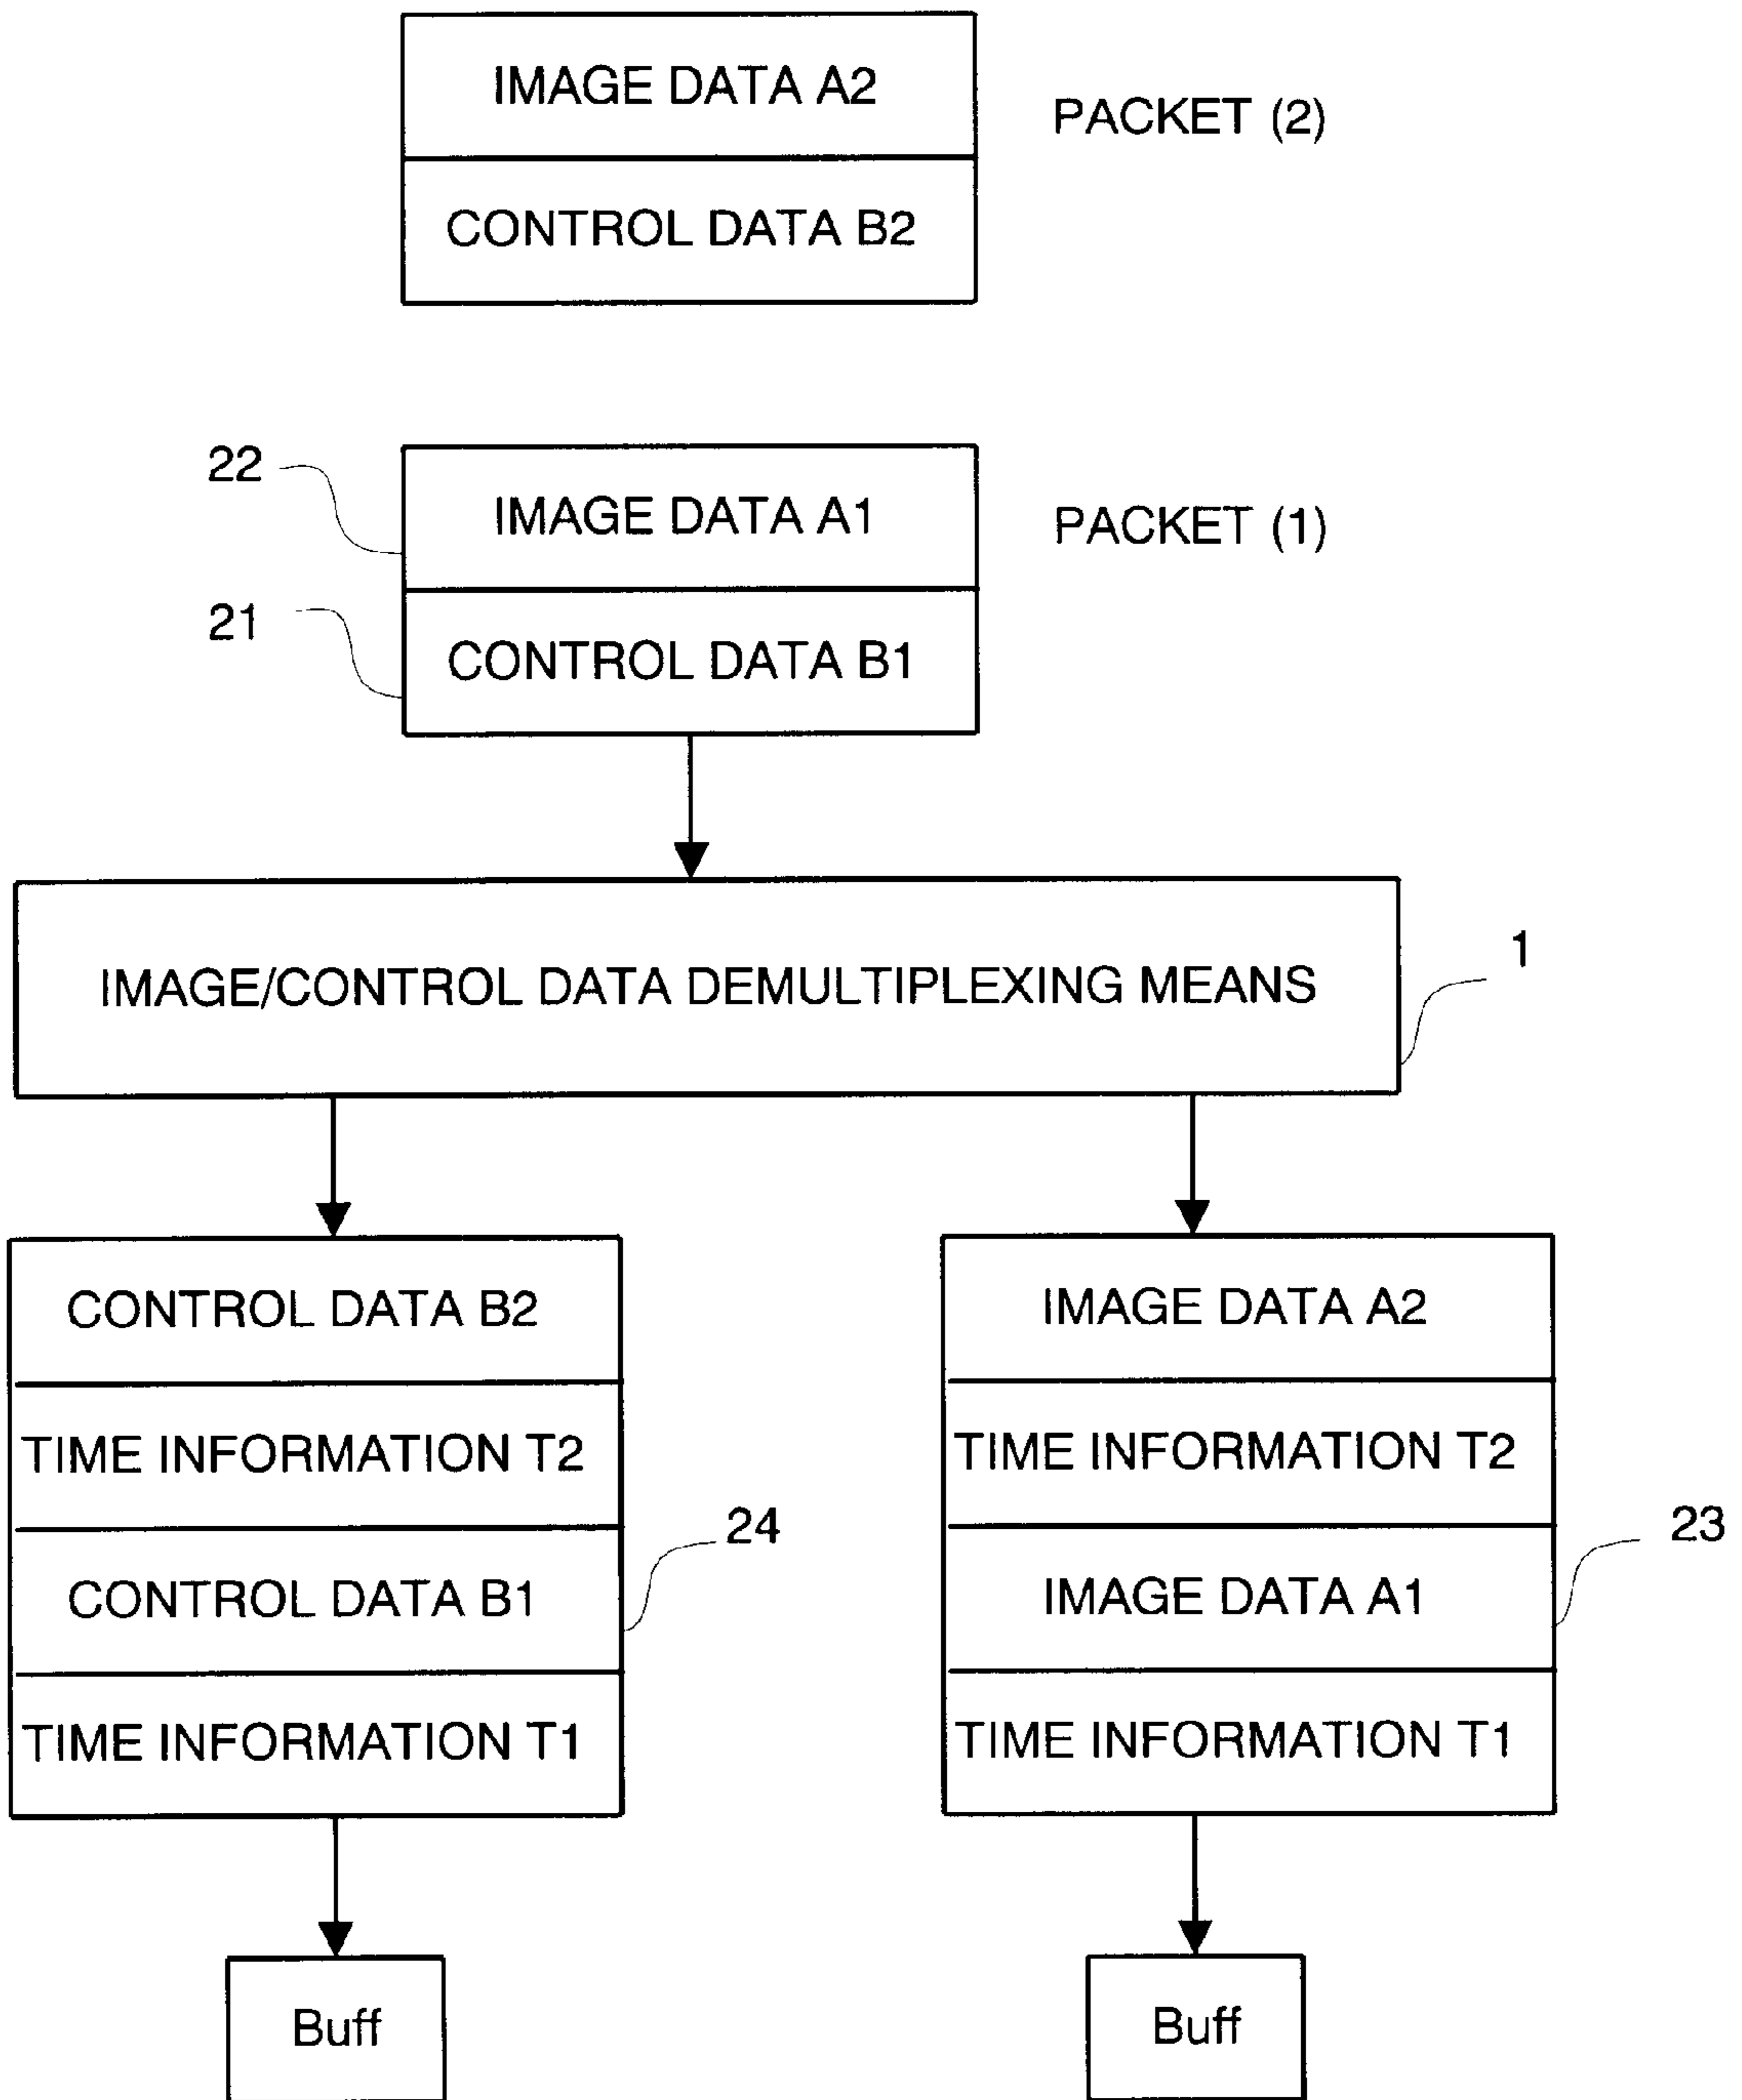 IMAGE DATA A2
PACKET (2)
CONTROL DATA B2
22
IMAGE DATA A1
PACKET (1)
21
CONTROL DATA B1
IMAGE/CONTROL DATA DEMULTIPLEXING MEANS
1
CONTROL DATA B2
IMAGE DATA A2
TIME INFORMATION T2
TIME INFORMATION T2
24
23
CONTROL DATA B1
IMAGE DATA A1
TIME INFORMATION T1
TIME INFORMATION T1
Buff
Buff